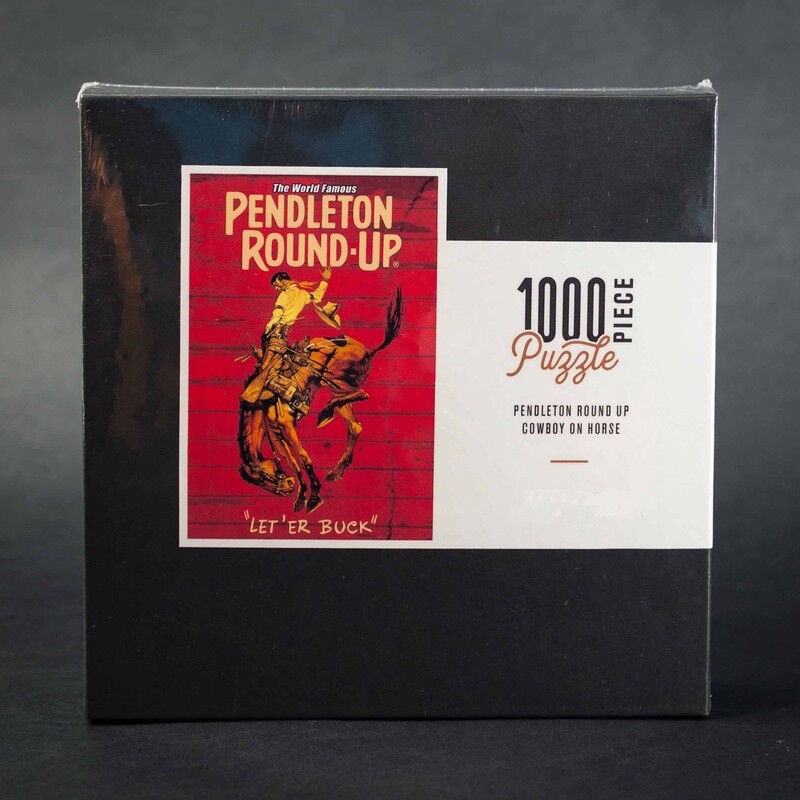 The World Famous
PENDLETON
ROUND-UP®
"LET 'ER BUCK"
1000 PIECE
Puzzle
PENDLETON ROUND UP
COWBOY ON HORSE